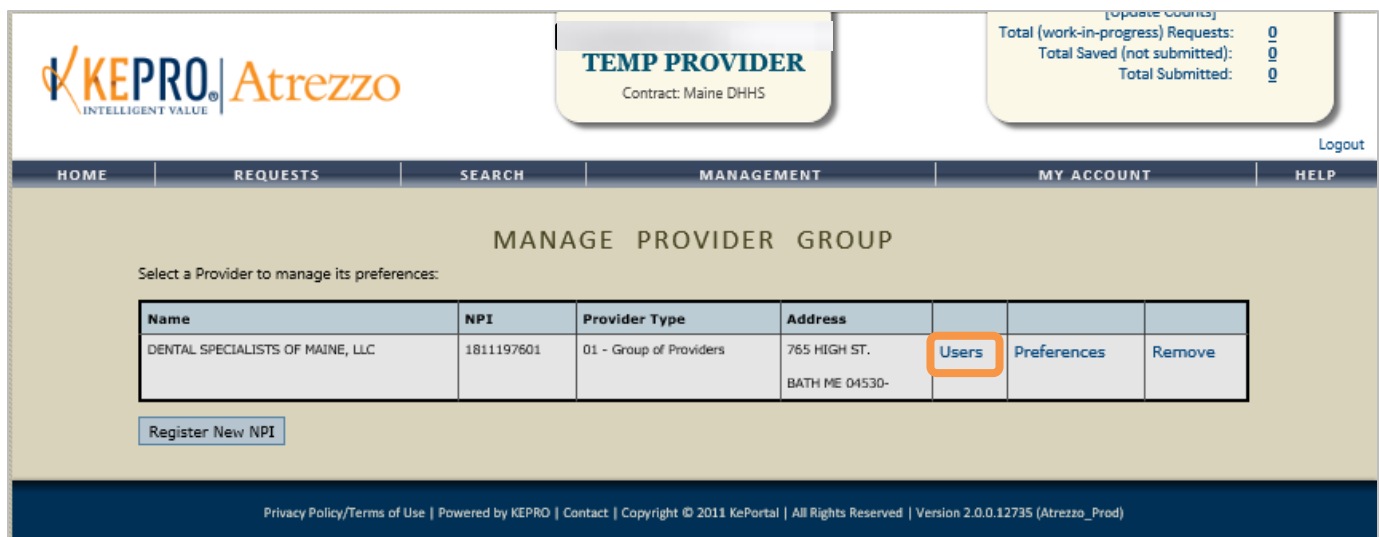 [Update Counts]
KEPRO® Atrezzo
INTELLIGENT VALUE
TEMP PROVIDER
Contract: Maine DHHS
Total (work-in-progress) Requests: 0
Total Saved (not submitted): 0
Total Submitted: 0
Logout
HOME REQUESTS SEARCH MANAGEMENT MY ACCOUNT HELP
MANAGE PROVIDER GROUP
Select a Provider to manage its preferences:
Name NPI Provider Type Address
DENTAL SPECIALISTS OF MAINE, LLC 1811197601 01 - Group of Providers 765 HIGH ST. Users Preferences Remove
BATH ME 04530-
Register New NPI
Privacy Policy/Terms of Use | Powered by KEPRO | Contact | Copyright © 2011 KePortal | All Rights Reserved | Version 2.0.0.12735 (Atrezzo_Prod)